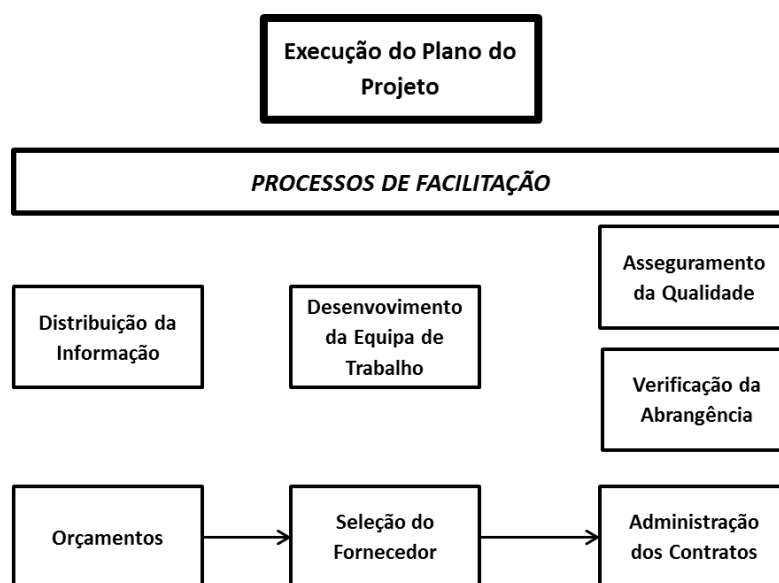 Execução do Plano do
Projeto
PROCESSOS DE FACILITAÇÃO
Asseguramento
da Qualidade
Distribuição da
Informação
Desenvovimento
da Equipa de
Trabalho
Verificação da
Abrangência
Orçamentos
Seleção do
Fornecedor
Administração
dos Contratos